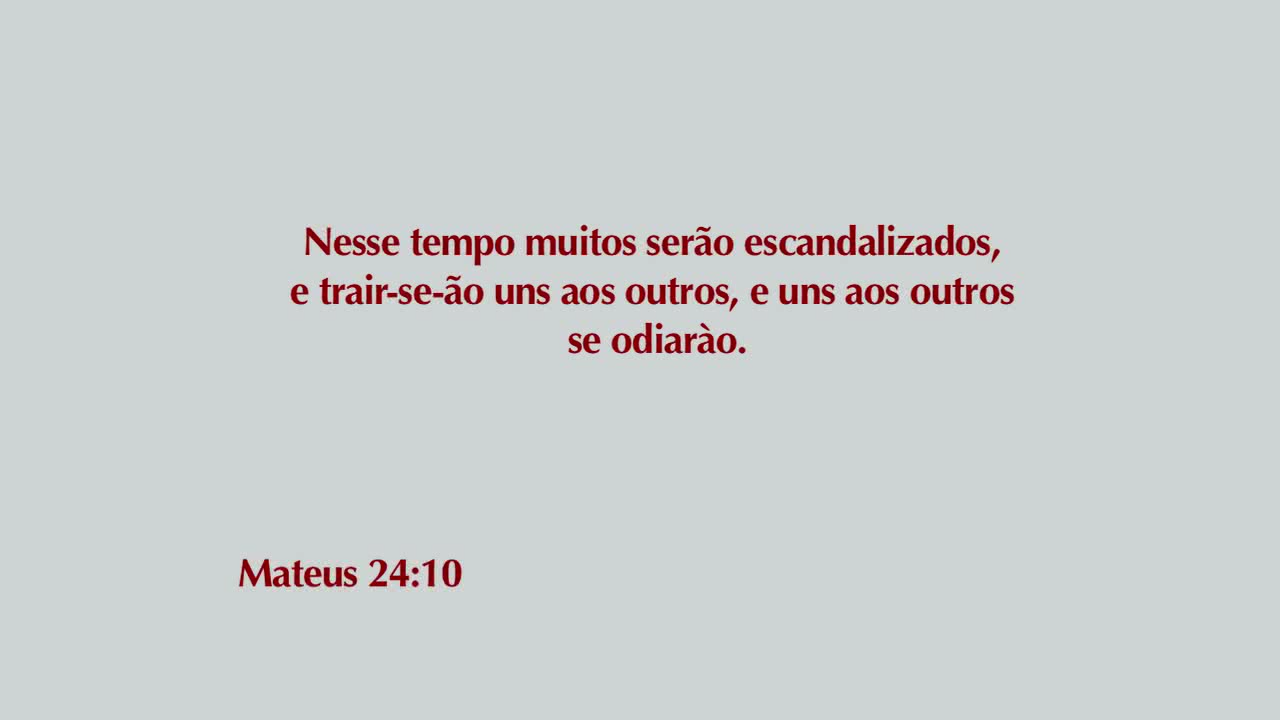 Nesse tempo muitos serão escandalizados,
e trair-se-ão uns aos outros, e uns aos outros
se odiarào.
Mateus 24:10